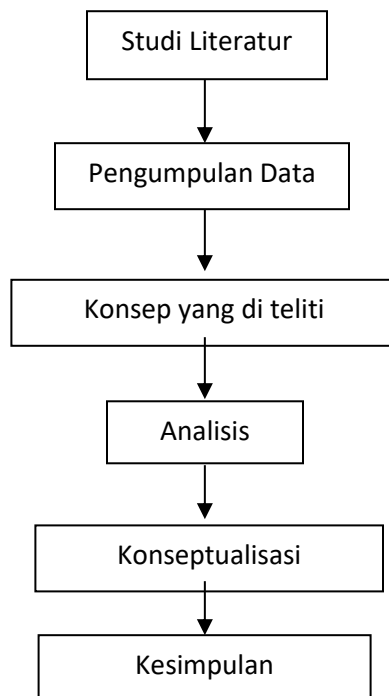 Studi Literatur
Pengumpulan Data
Konsep yang di teliti
Analisis
Konseptualisasi
Kesimpulan